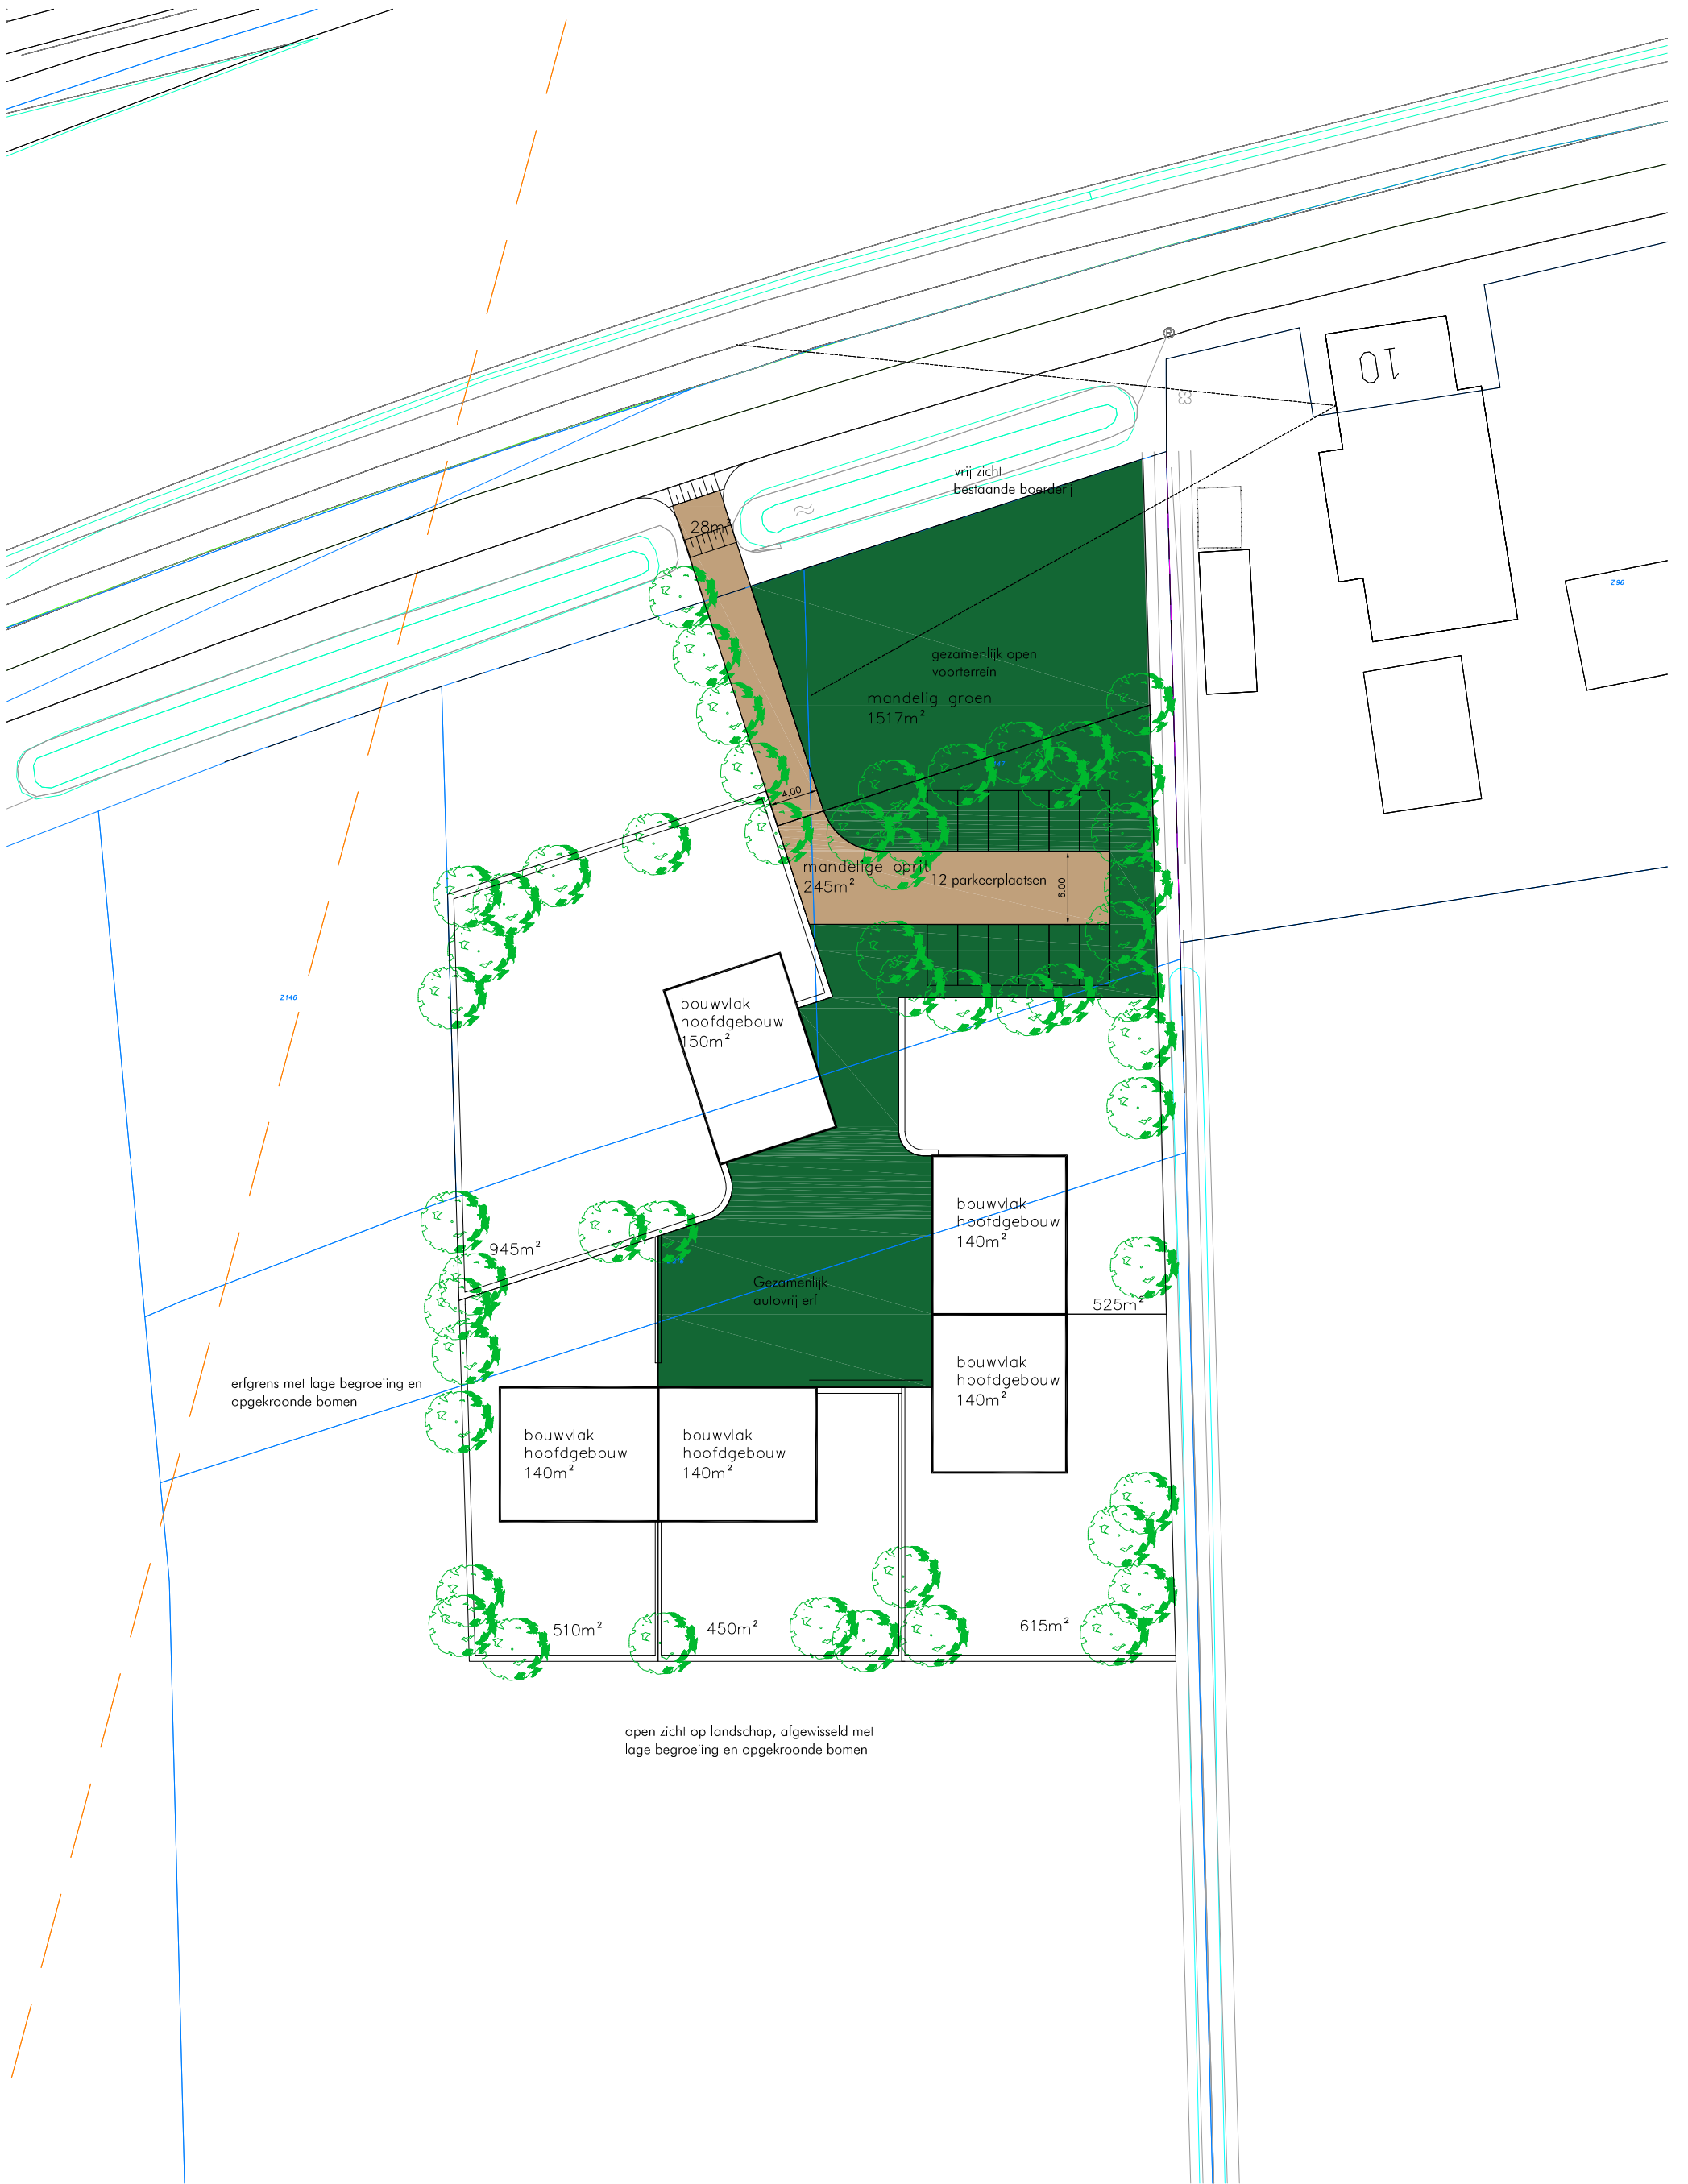 10
28m²
vrij zicht
bestaande boerderij
Z 96
gezamenlijk open
voorterrein
mandelig groen
1517m²
4.00
mandelige oprit
245m²
12 parkeerplaatsen
6.00
Z146
bouwvlak
hoofdgebouw
150m²
bouwvlak
hoofdgebouw
140m²
945m²
Gezamenlijk
autovrij erf
525m²
bouwvlak
hoofdgebouw
140m²
erfgrens met lage begroeiing en
opgekroonde bomen
bouwvlak
hoofdgebouw
140m²
bouwvlak
hoofdgebouw
140m²
510m²
450m²
615m²
open zicht op landschap, afgewisseld met
lage begroeiing en opgekroonde bomen